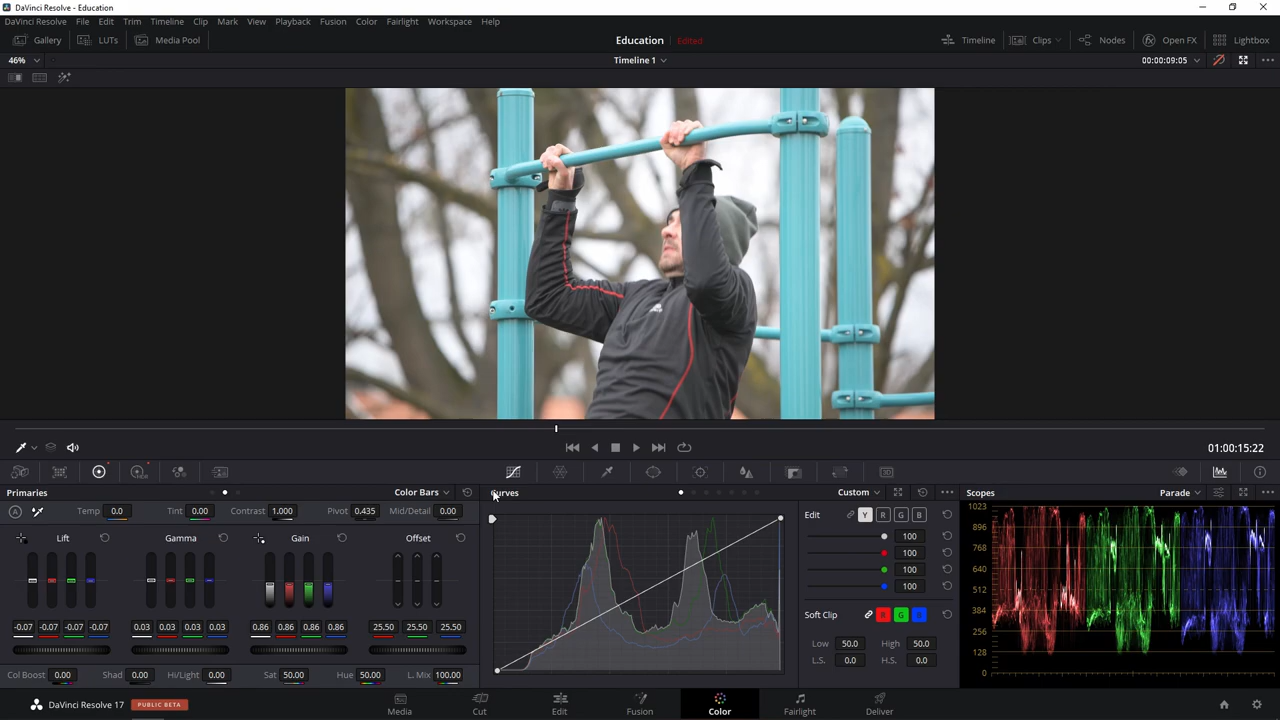 DaVinci Resolve - Education
DaVinci Resolve File Edit Trim Timeline Clip Mark View Playback Fusion Color Fairlight Workspace Help
Gallery LUTs Media Pool Education Edited Timeline Clips Nodes Open FX Lightbox
46% Timeline 1 00:00:09:05
01:00:15:22
Primaries Color Bars Curves Custom Scopes Parade
Temp 0.0 Tint 0.00 Contrast 1.000 Pivot 0.435 Mid/Detail 0.00
Lift Gamma Gain Offset
-0.07 -0.07 -0.07 -0.07 0.03 0.03 0.03 0.03 0.86 0.86 0.86 0.86 25.50 25.50 25.50
Col Boost 0.00 Shad 0.00 Hi/Light 0.00 Sat 50.00 Hue 50.00 L. Mix 100.00
Edit Y R G B
100
100
100
100
Soft Clip R G B
Low 50.0 High 50.0
L.S. 0.0 H.S. 0.0
1023
896
768
640
512
384
256
128
0
DaVinci Resolve 17 PUBLIC BETA Media Cut Edit Fusion Color Fairlight Deliver